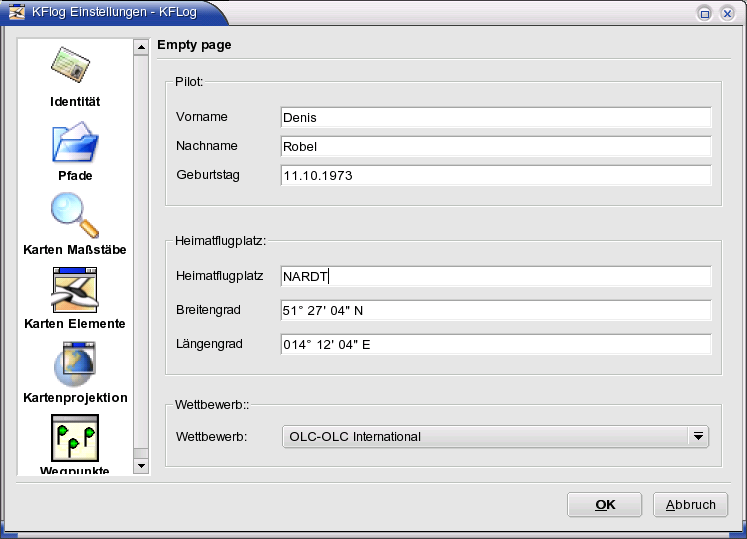 KFlog Einstellungen - KFLog
Identität
Pfade
Karten Maßstäbe
Karten Elemente
Kartenprojektion
Wegpunkte
Empty page
Pilot:
Vorname Denis
Nachname Robel
Geburtstag 11.10.1973
Heimatflugplatz:
Heimatflugplatz NARDT
Breitengrad 51° 27' 04" N
Längengrad 014° 12' 04" E
Wettbewerb::
Wettbewerb: OLC-OLC International
OK Abbruch